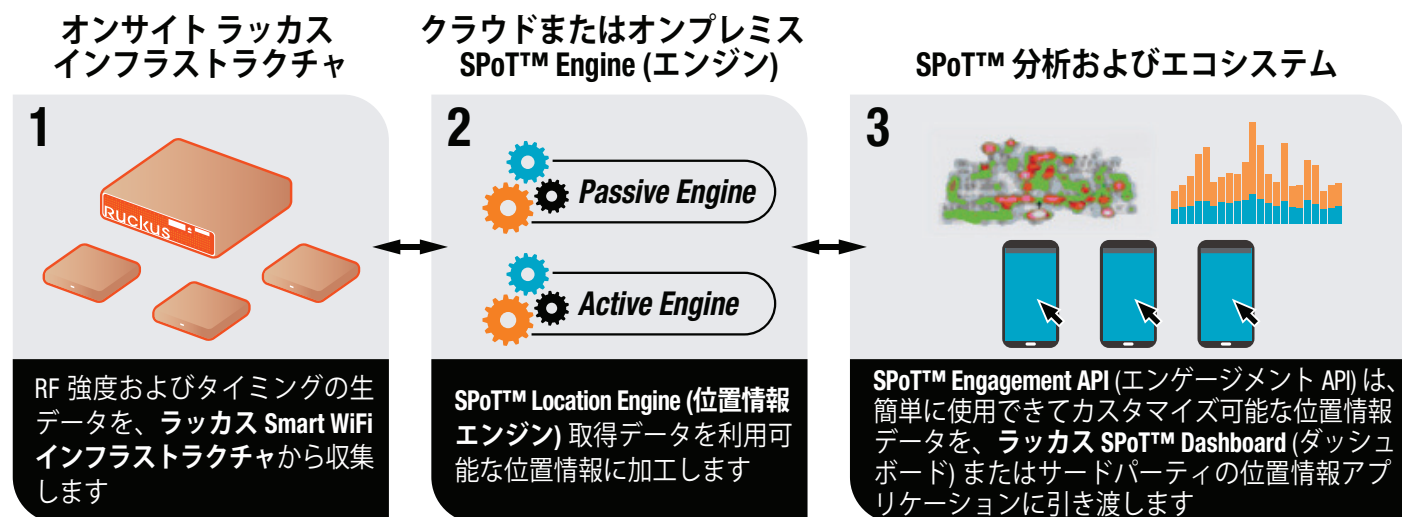 オンサイト ラッカス
インフラストラクチャ
1
Ruckus
RF 強度およびタイミングの生
データを、ラッカス Smart WiFi
インフラストラクチャから収集
します
クラウドまたはオンプレミス
SPoT™ Engine (エンジン)
2
Passive Engine
Active Engine
SPoT™ Location Engine (位置情報
エンジン) 取得データを利用可
能な位置情報に加工します
SPoT™ 分析およびエコシステム
3
SPoT™ Engagement API (エンゲージメント API) は、
簡単に使用できてカスタマイズ可能な位置情報
データを、ラッカス SPoT™ Dashboard (ダッシュ
ボード) またはサードパーティの位置情報アプ
リケーションに引き渡します